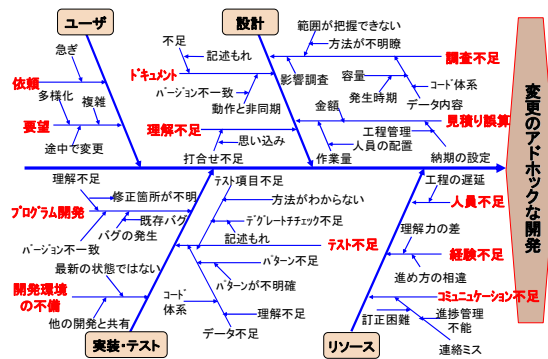 ユーザ
設計
急ぎ
依頼
多様化
複雑
要望
途中で変更
不足
記述もれ
ﾄﾞｷｭﾒﾝﾄ
ﾊﾞｰｼﾞｮﾝ不一致
動作と非同期
理解不足
思い込み
打合せ不足
範囲が把握できない
方法が不明瞭
調査不足
影響調査
容量
ｺｰﾄﾞ体系
発生時期
データ内容
金額
見積り誤算
工程管理
人員の配置
作業量
納期の設定
変更のアドホックな開発
理解不足
修正箇所が不明
ﾌﾟﾛｸﾞﾗﾑ開発
既存バグ
バグの発生
ﾊﾞｰｼﾞｮﾝ不一致
最新の状態ではない
開発環境
の不備
他の開発と共有
テスト項目不足
方法がわからない
ﾃﾞｸﾞﾚｰﾄﾁﾁｪｯｸ不足
記述もれ
テスト不足
ﾊﾟﾀｰﾝ不足
ﾊﾟﾀｰﾝが不明確
ｺｰﾄﾞ
体系
理解不足
データ不足
工程の遅延
人員不足
理解力の差
経験不足
進め方の相違
ｺﾐｭﾆｭﾆｹｰｼｮﾝ不足
訂正困難
進捗管理
不能
連絡ミス
実装・テスト
リソース